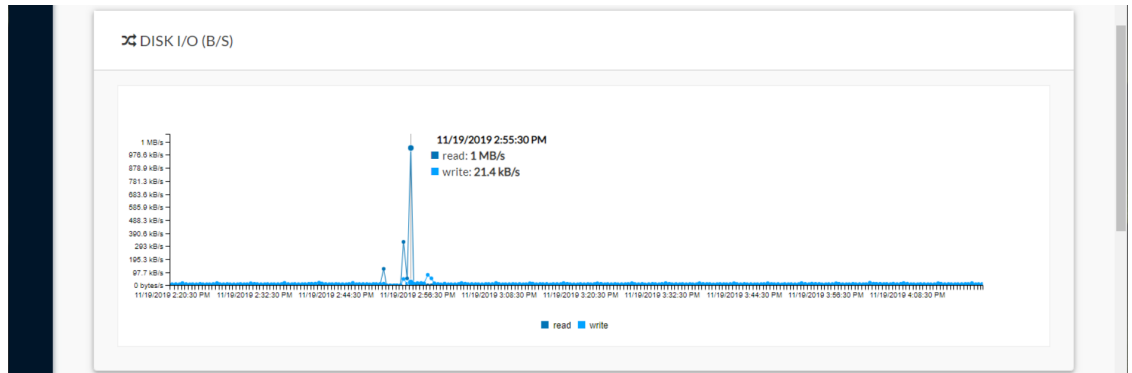 DISK I/O (B/S)
11/19/2019 2:55:30 PM
read: 1 MB/s
write: 21.4 kB/s
1 MB/s
976.6 kB/s
878.9 kB/s
781.3 kB/s
683.6 kB/s
585.9 kB/s
488.3 kB/s
390.6 kB/s
293 kB/s
195.3 kB/s
97.7 kB/s
0 bytes/s
11/19/2019 2:20:30 PM 11/19/2019 2:32:30 PM 11/19/2019 2:44:30 PM 11/19/2019 2:56:30 PM 11/19/2019 3:08:30 PM 11/19/2019 3:20:30 PM 11/19/2019 3:32:30 PM 11/19/2019 3:44:30 PM 11/19/2019 3:56:30 PM 11/19/2019 4:08:30 PM
read write